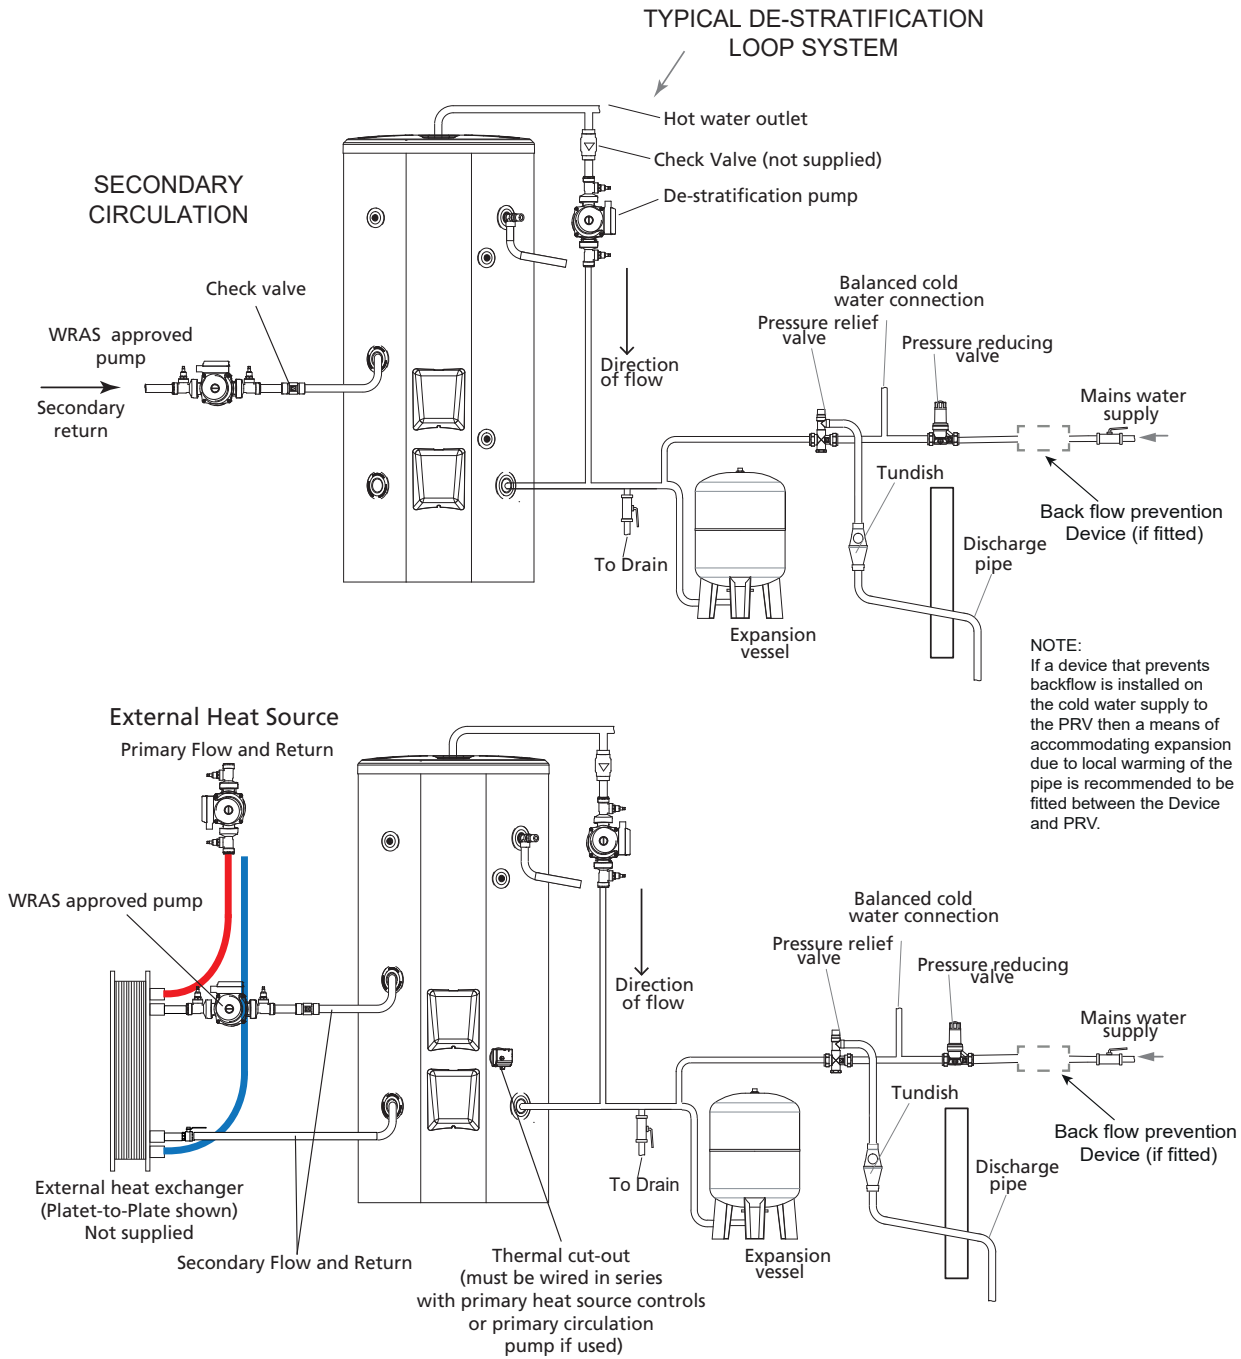 TYPICAL DE-STRATIFICATION
LOOP SYSTEM
Hot water outlet
Check Valve (not supplied)
De-stratification pump
SECONDARY
CIRCULATION
Check valve
WRAS approved
pump
Secondary
return
Direction
of flow
Balanced cold
water connection
Pressure relief
valve
Pressure reducing
valve
Mains water
supply
Tundish
Back flow prevention
Device (if fitted)
To Drain
Discharge
pipe
Expansion
vessel
NOTE:
If a device that prevents
backflow is installed on
the cold water supply to
the PRV then a means of
accommodating expansion
due to local warming of the
pipe is recommended to be
fitted between the Device
and PRV.
External Heat Source
Primary Flow and Return
WRAS approved pump
Direction
of flow
Balanced cold
water connection
Pressure relief
valve
Pressure reducing
valve
Mains water
supply
Tundish
Back flow prevention
Device (if fitted)
To Drain
Discharge
pipe
External heat exchanger
(Platet-to-Plate shown)
Not supplied
Secondary Flow and Return
Thermal cut-out
(must be wired in series
with primary heat source controls
or primary circulation
pump if used)
Expansion
vessel